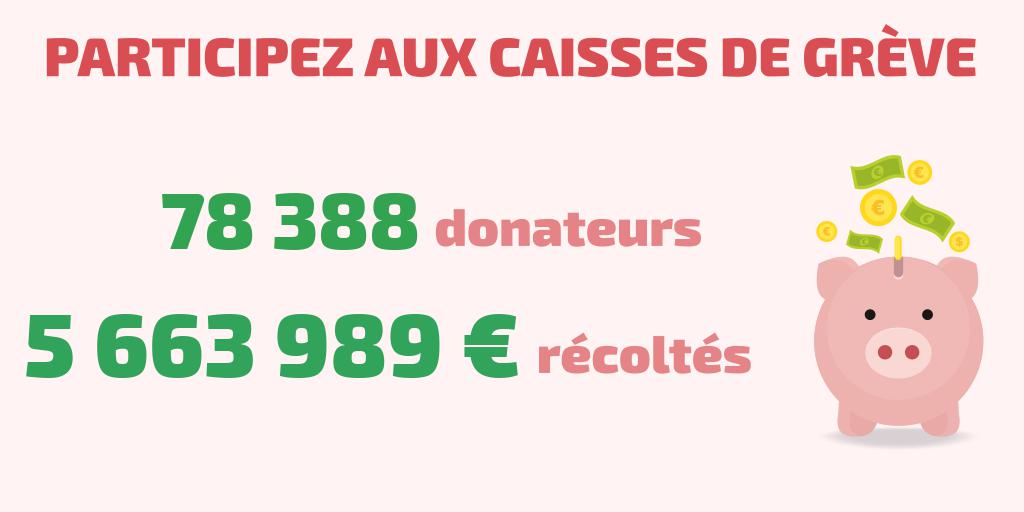 PARTICIPEZ AUX CAISSES DE GRÈVE
78 388 donateurs
5 663 989 € récoltés